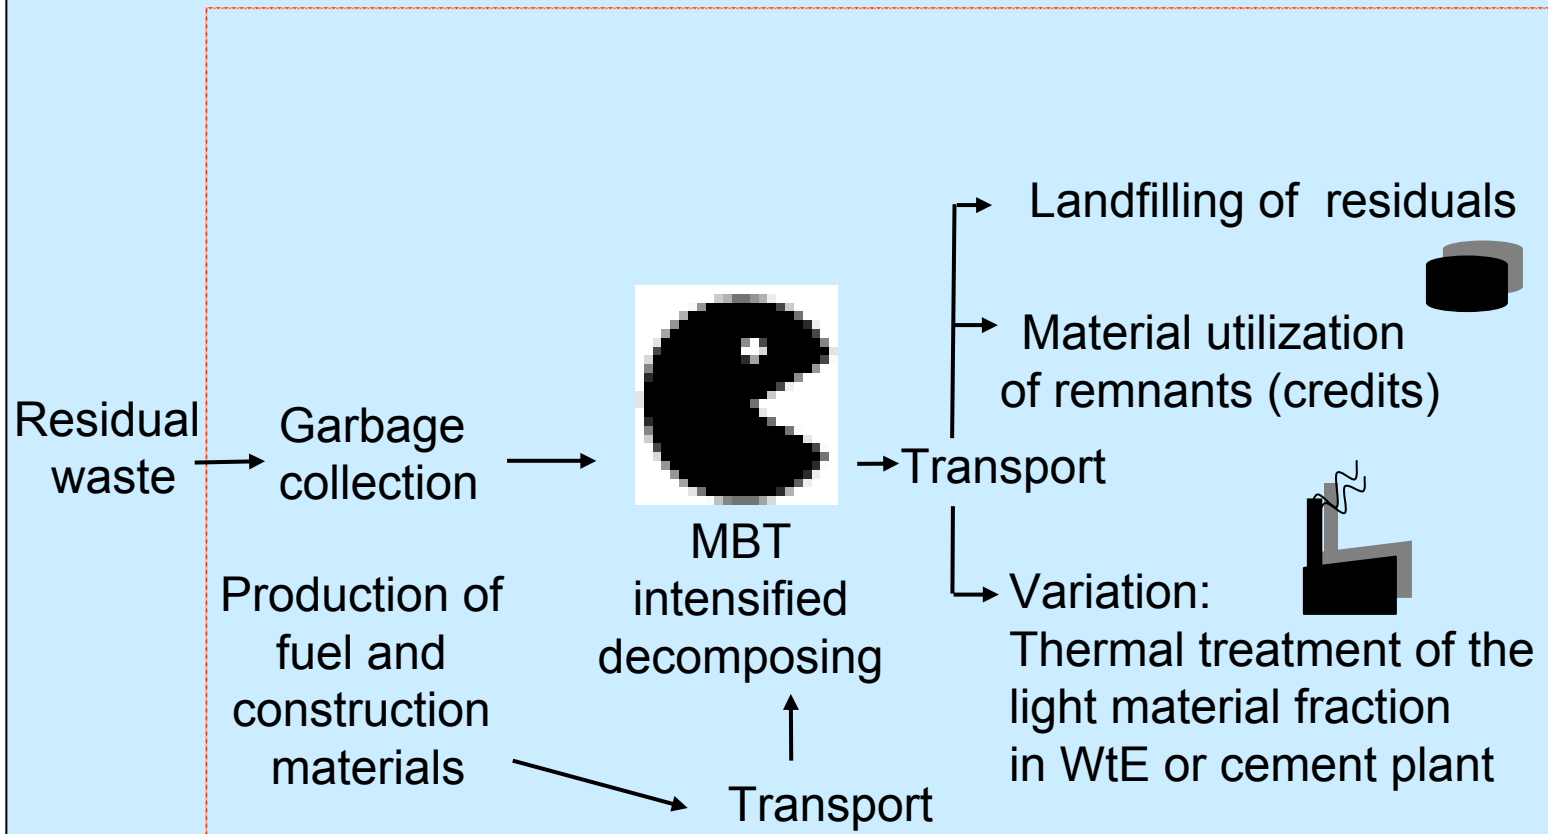 Residual
waste
Garbage
collection
Production of
fuel and
construction
materials
MBT
intensified
decomposing
Transport
Transport
Landfilling of residuals
Material utilization
of remnants (credits)
Variation:
Thermal treatment of the
light material fraction
in WtE or cement plant